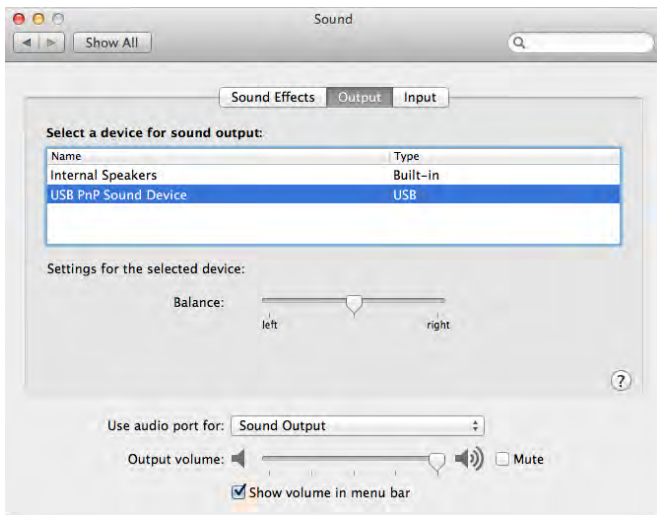 Sound
Show All
Sound Effects Output Input
Select a device for sound output:
Name Type
Internal Speakers Built-in
USB PnP Sound Device USB
Settings for the selected device:
Balance:
left right
?
Use audio port for: Sound Output
Output volume: Mute
Show volume in menu bar